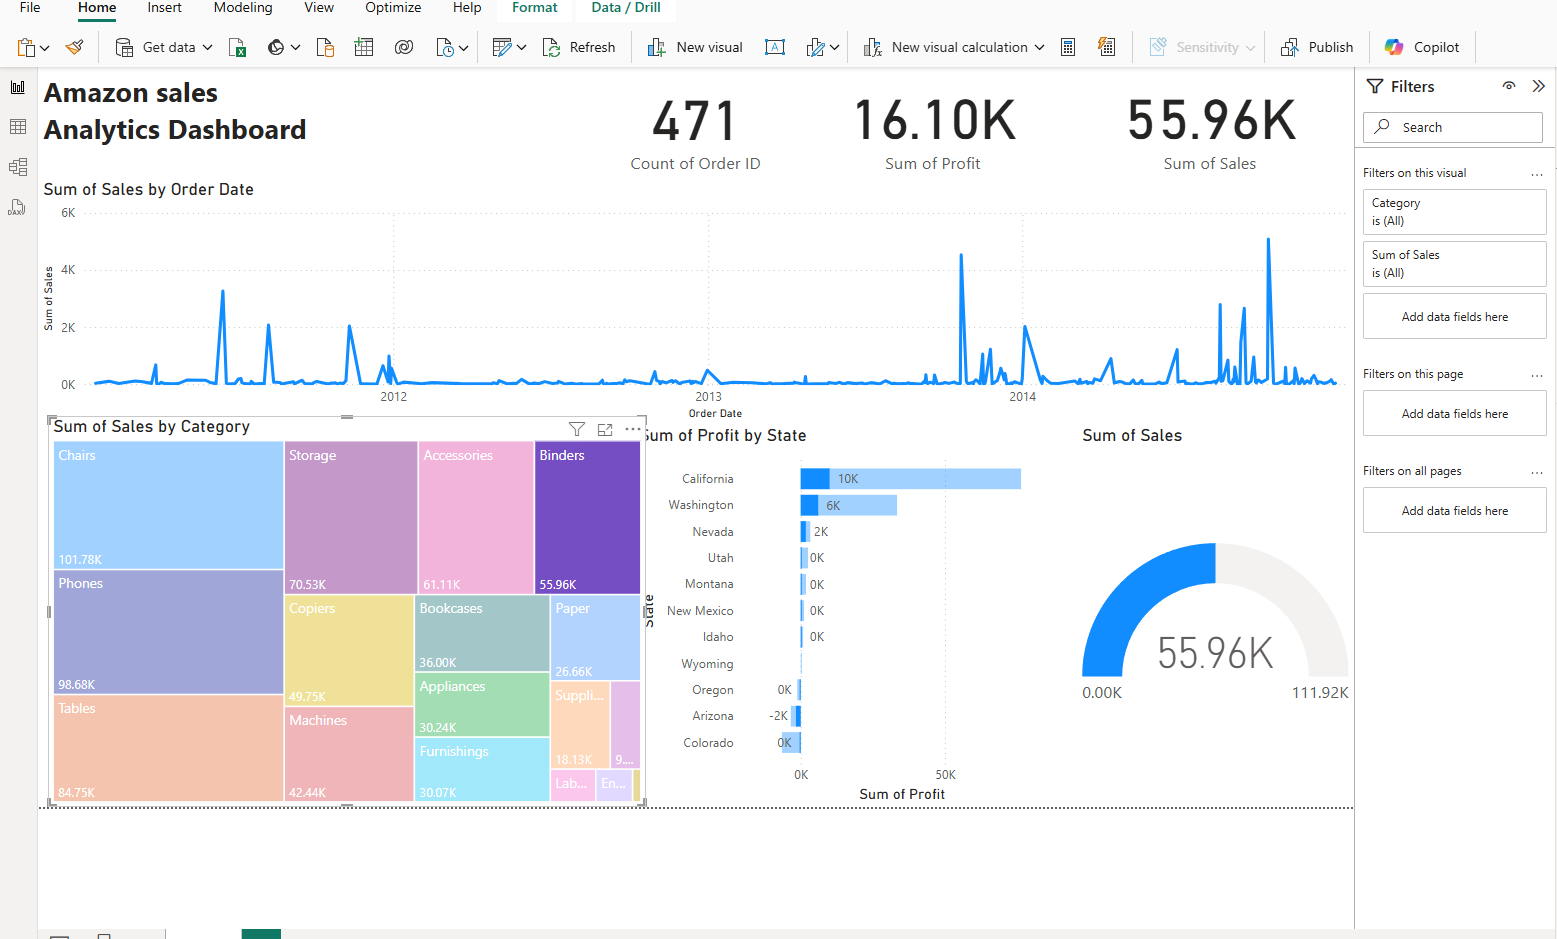 File Home Insert Modeling View Optimize Help Format Data / Drill
Get data Refresh New visual New visual calculation Sensitivity Publish Copilot
Amazon sales
Analytics Dashboard
471
Count of Order ID
16.10K
Sum of Profit
55.96K
Sum of Sales
Sum of Sales by Order Date
6K
4K
2K
0K
Sum of Sales
2012 2013 2014
Order Date
Sum of Sales by Category
Chairs
101.78K
Phones
98.68K
Tables
84.75K
Storage
70.53K
Accessories
61.11K
Binders
55.96K
Copiers
49.75K
Machines
42.44K
Bookcases
36.00K
Appliances
30.24K
Furnishings
30.07K
Paper
26.66K
Suppli...
18.13K
9....
Lab...
En...
Sum of Profit by State
State
California 10K
Washington 6K
Nevada 2K
Utah 0K
Montana 0K
New Mexico 0K
Idaho 0K
Wyoming
Oregon 0K
Arizona -2K
Colorado 0K
0K 50K
Sum of Profit
Sum of Sales
55.96K
0.00K 111.92K
Filters
Search
Filters on this visual ...
Category
is (All)
Sum of Sales
is (All)
Add data fields here
Filters on this page ...
Add data fields here
Filters on all pages ...
Add data fields here
DAX